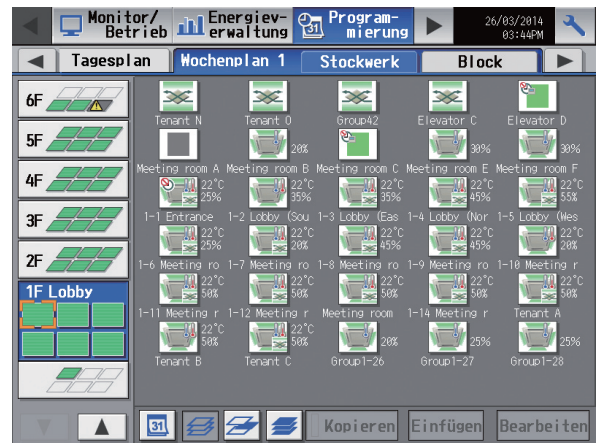 Monitor/
Betrieb
Energiev-
erwaltung
31
Program-
mierung
26/03/2014
03:44PM
Tagesplan
Wochenplan 1
Stockwerk
Block
6F
5F
4F
3F
2F
1F Lobby
Tenant N
Tenant O
Group42
Elevator C
Elevator D
20%
30%
30%
Meeting room A
Meeting room B
Meeting room C
Meeting room E
Meeting room F
22°C
25%
22°C
35%
22°C
35%
22°C
45%
22°C
55%
1-1 Entrance
1-2 Lobby (Sou
1-3 Lobby (Eas
1-4 Lobby (Nor
1-5 Lobby (Wes
22°C
25%
22°C
20%
22°C
45%
22°C
45%
22°C
20%
1-6 Meeting ro
1-7 Meeting ro
1-8 Meeting ro
1-9 Meeting ro
1-10 Meeting r
22°C
50%
22°C
50%
22°C
50%
22°C
50%
22°C
50%
1-11 Meeting r
1-12 Meeting r
Meeting room
1-14 Meeting r
Tenant A
22°C
50%
22°C
50%
20%
25%
25%
Tenant B
Tenant C
Group1-26
Group1-27
Group1-28
31
Kopieren
Einfügen
Bearbeiten